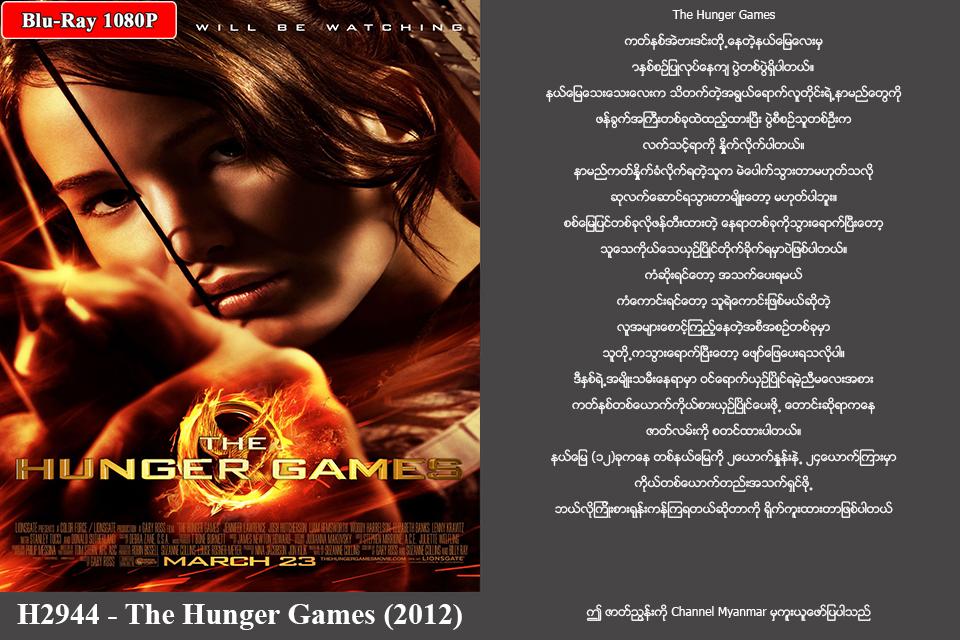 Blu-Ray 1080P
WILL BE WATCHING
THE
HUNGER GAMES
MARCH 23
H2944 - The Hunger Games (2012)
The Hunger Games
ကတ်နစ်အဲဗားဒင်းတို့နေတဲ့နယ်မြေလေးမှ
ာနှစ်စဉ်ပြုလုပ်နေကျ ပွဲတစ်ပွဲရှိပါတယ်။
နယ်မြေသေးသေးလေးက သိတက်တဲ့အရွယ်ရောက်လူတိုင်းရဲ့နာမည်တွေကို
ဖန်ခွက်အကြီးတစ်ခုထဲထည့်ထားပြီး ပွဲစီစဉ်သူတစ်ဦးက
လက်သင့်ရာကို နှိုက်လိုက်ပါတယ်။
နာမည်ကတ်နှိုက်ခံလိုက်ရတဲ့သူက မဲပေါက်သွားတာမဟုတ်သလို
ဆုလက်ဆောင်ရသွားတာမျိုးတော့ မဟုတ်ပါဘူး။
စစ်မြေပြင်တစ်ခုလိုဖန်တီးထားတဲ့ နေရာတစ်ခုကိုသွားရောက်ပြီးတော့
သူသေကိုယ်သေယှဉ်ပြိုင်တိုက်ခိုက်ရမှာပဲဖြစ်ပါတယ်။
ကံဆိုးရင်တော့ အသက်ပေးရမယ်
ကံကောင်းရင်တော့ သူရဲကောင်းဖြစ်မယ်ဆိုတဲ့
လူအများစောင့်ကြည့်နေတဲ့အစီအစဉ်တစ်ခုမှာ
သူတို့ကသွားရောက်ပြီးတော့ ဖျော်ဖြေပေးရသလိုပါ။
ဒီနှစ်ရဲ့အမျိုးသမီးနေရာမှာ ဝင်ရောက်ယှဉ်ပြိုင်ရမဲ့ညီမလေးအစား
ကတ်နစ်တစ်ယောက်ကိုယ်စားယှဉ်ပြိုင်ပေးဖို့ တောင်းဆိုရာကနေ
ဇာတ်လမ်းကို စတင်ထားပါတယ်။
နယ်မြေ (၁၂)ခုကနေ တစ်နယ်မြေကို ၂ယောက်နှုန်းနဲ့ ၂၄ယောက်ကြားမှာ
ကိုယ်တစ်ယောက်တည်းအသက်ရှင်ဖို့
ဘယ်လိုကြိုးစားရုန်းကန်ကြရတယ်ဆိုတာကို ရိုက်ကူးထားတာဖြစ်ပါတယ်
ဤ ဇာတ်ညွှန်းကို Channel Myanmar မှကူးယူဖော်ပြပါသည်